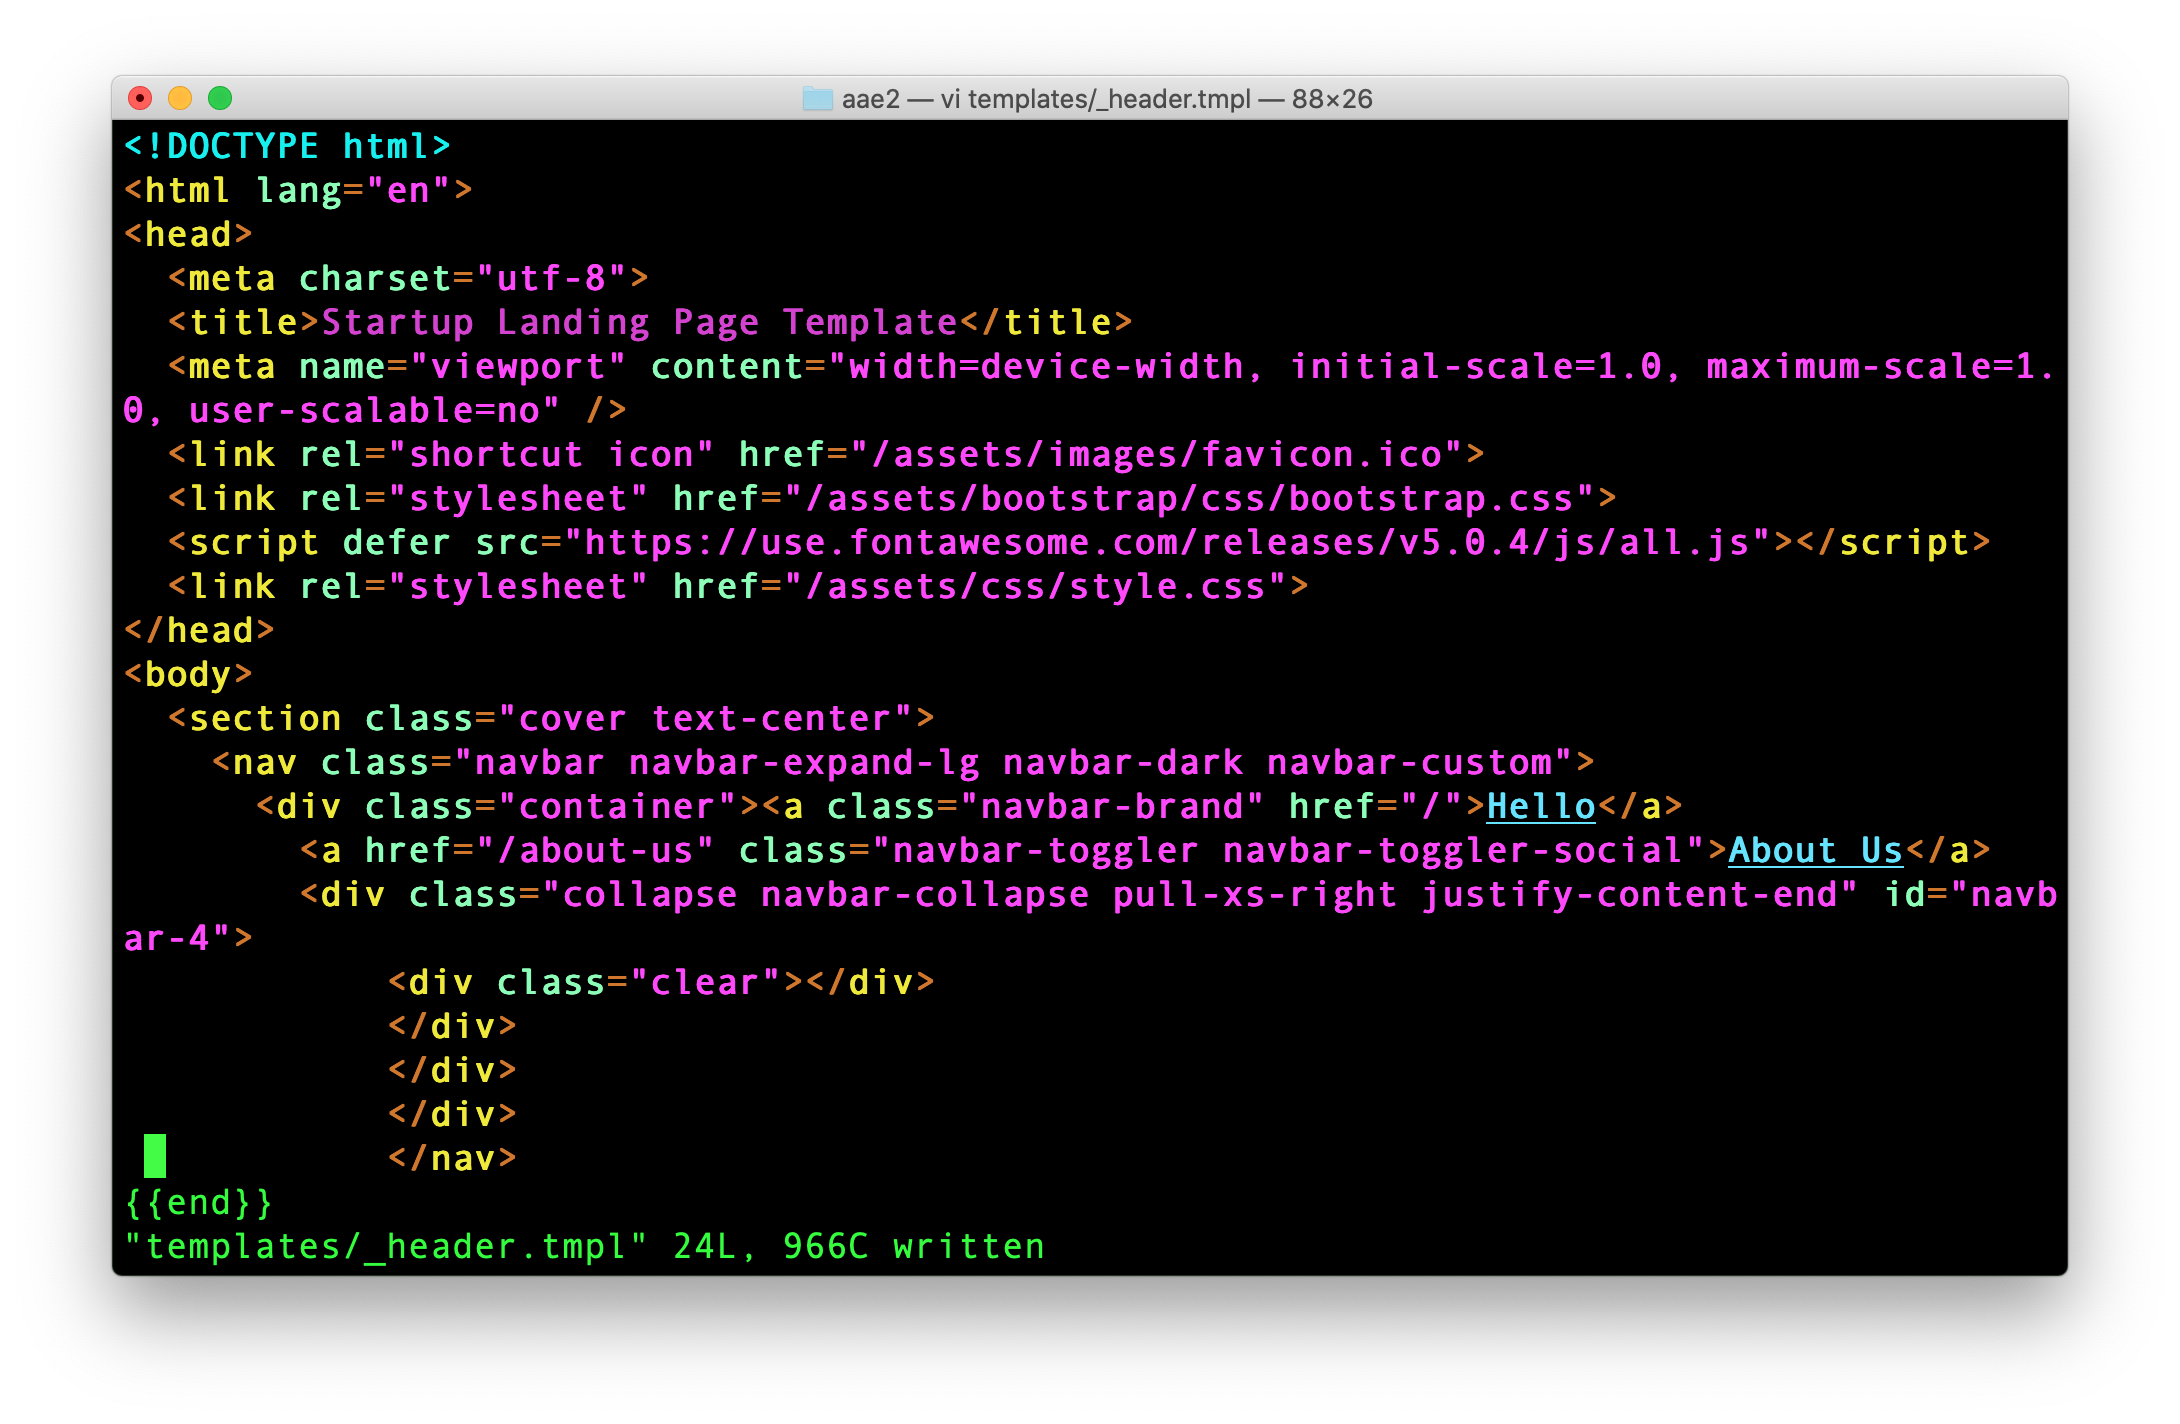 aae2 — vi templates/_header.tmpl — 88×26
<!DOCTYPE html>
<html lang="en">
<head>
  <meta charset="utf-8">
  <title>Startup Landing Page Template</title>
  <meta name="viewport" content="width=device-width, initial-scale=1.0, maximum-scale=1.
0, user-scalable=no" />
  <link rel="shortcut icon" href="/assets/images/favicon.ico">
  <link rel="stylesheet" href="/assets/bootstrap/css/bootstrap.css">
  <script defer src="https://use.fontawesome.com/releases/v5.0.4/js/all.js"></script>
  <link rel="stylesheet" href="/assets/css/style.css">
</head>
<body>
  <section class="cover text-center">
    <nav class="navbar navbar-expand-lg navbar-dark navbar-custom">
      <div class="container"><a class="navbar-brand" href="/">Hello</a>
        <a href="/about-us" class="navbar-toggler navbar-toggler-social">About Us</a>
        <div class="collapse navbar-collapse pull-xs-right justify-content-end" id="navb
ar-4">
            <div class="clear"></div>
            </div>
            </div>
            </div>
            </nav>
{{end}}
"templates/_header.tmpl" 24L, 966C written